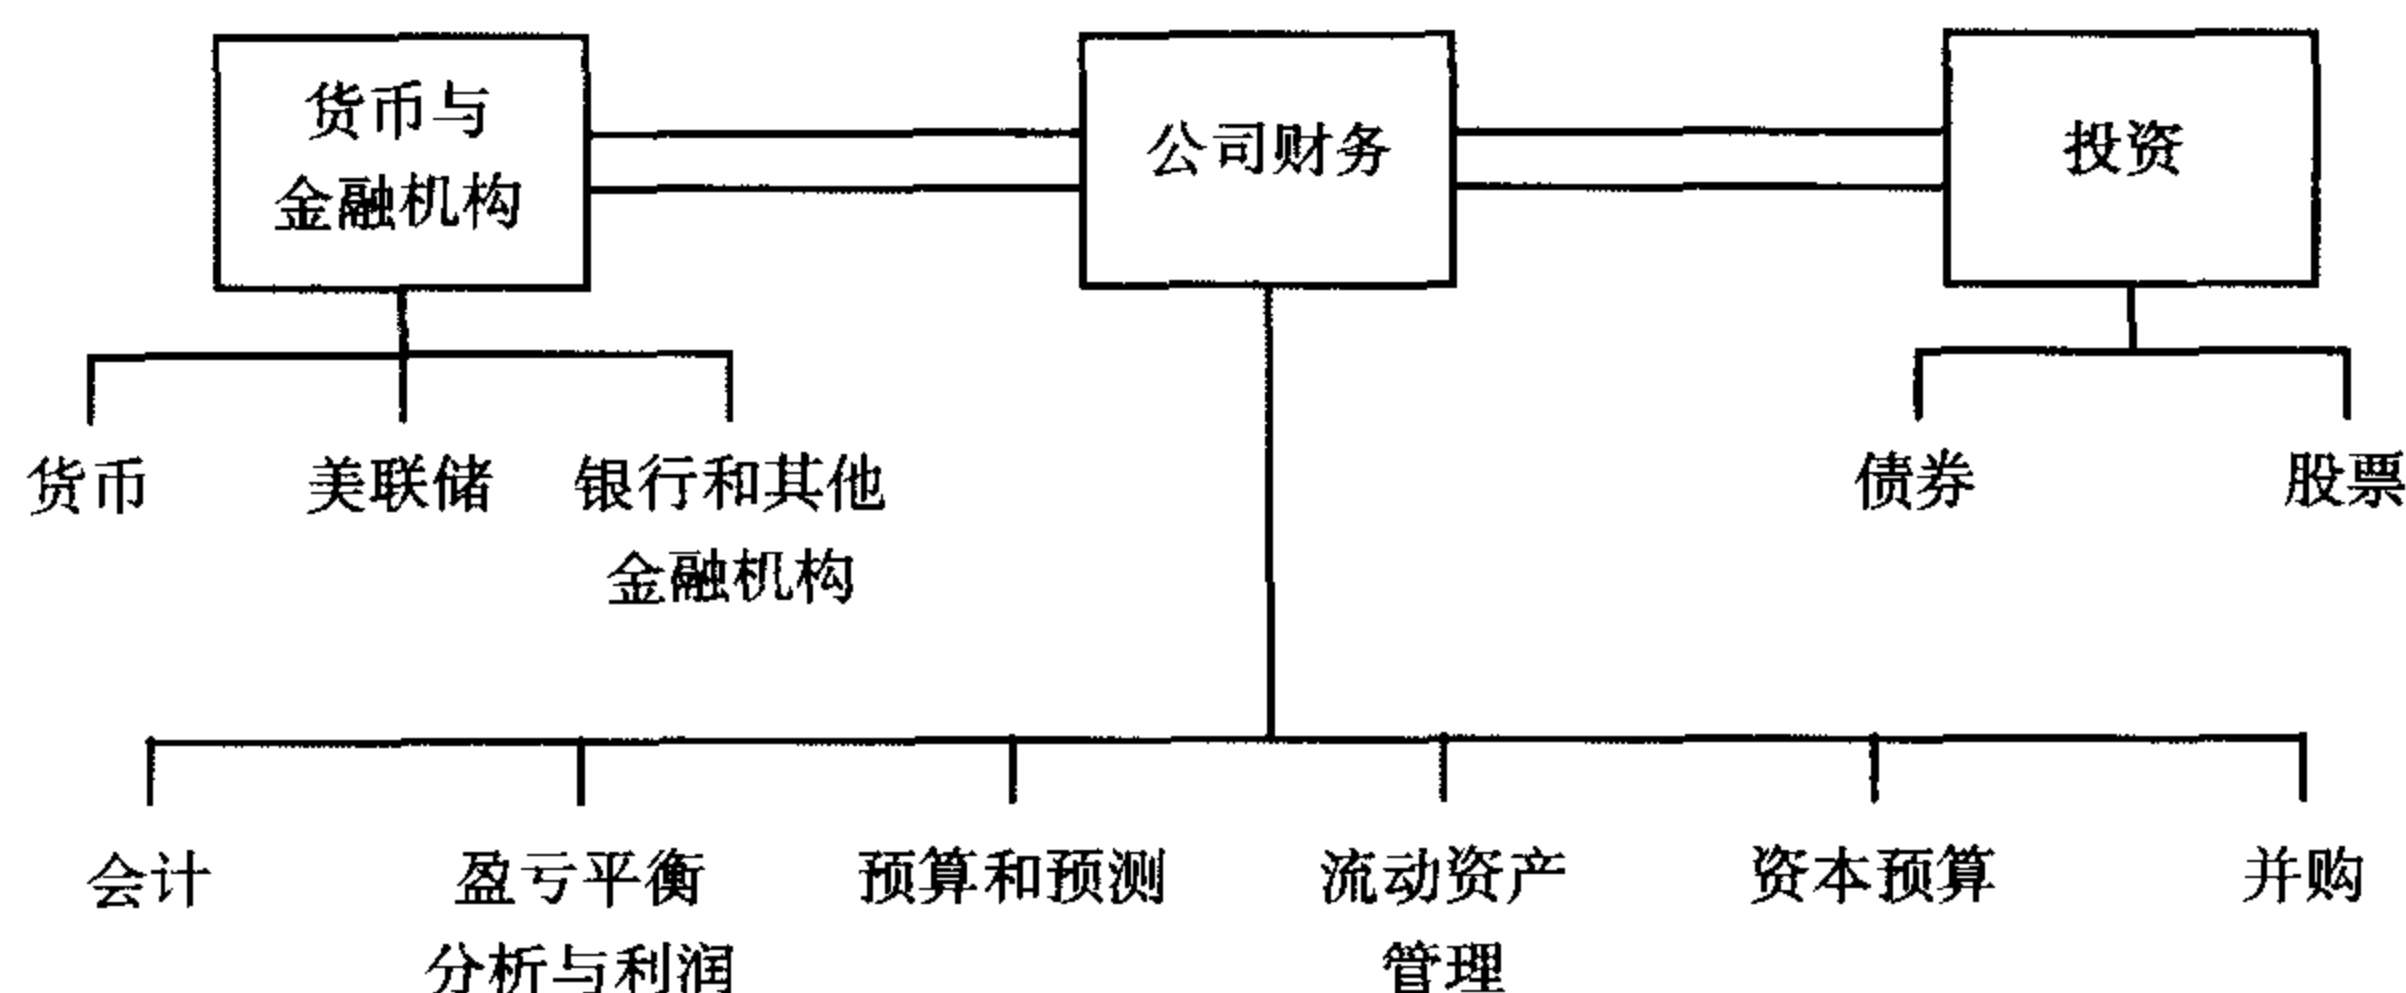 货币与
金融机构
公司财务
投资
货币
美联储
银行和其他
金融机构
债券
股票
会计
盈亏平衡
分析与利润
预算和预测
流动资产
管理
资本预算
并购